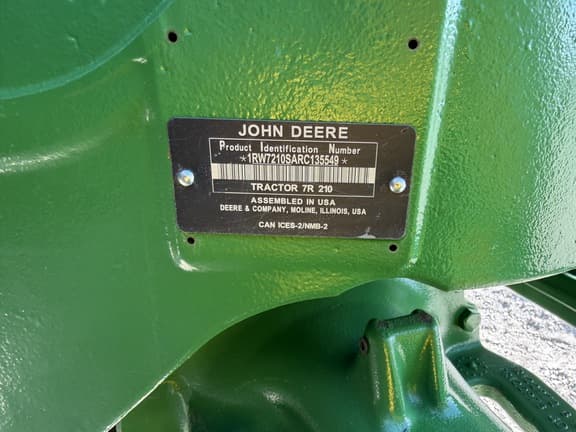 JOHN DEERE
Product Identification Number
*1RW7210SARC135549*
TRACTOR 7R 210
ASSEMBLED IN USA
DEERE & COMPANY, MOLINE, ILLINOIS, USA
CAN ICES-2/NMB-2